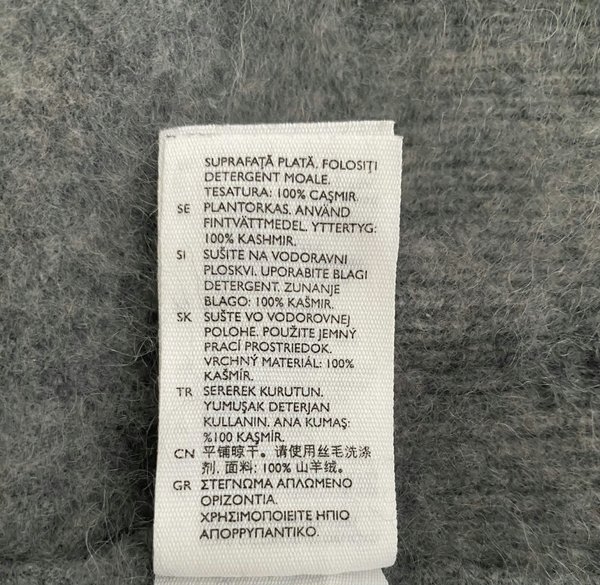 SUPRAFAȚĂ PLATĂ. FOLOSIȚI
DETERGENT MOALE.
TESATURA: 100% CAȘMIR
SE PLANTORKAS. ANVÄND
FINTVÄTTMEDEL. YTTERTYG:
100% KASHMIR.
SI SUŠITE NA VODORAVNI
PLOSKVI. UPORABITE BLAGI
DETERGENT. ZUNANJE
BLAGO: 100% KAŠMIR.
SK SUŠTE VO VODOROVNEJ
POLOHE. POUŽITE JEMNÝ
PRACÍ PROSTRIEDOK.
VRCHNÝ MATERIÁL: 100%
KAŠMÍR.
TR SEREREK KURUTUN.
YUMUŞAK DETERJAN
KULLANIN. ANA KUMAŞ:
%100 KAŞMİR.
CN 平铺晾干。请使用丝毛洗涤
剂. 面料: 100% 山羊绒。
GR ΣΤΕΓΝΩΜΑ ΑΠΛΩΜΕΝΟ
ΟΡΙΖΟΝΤΙΑ.
ΧΡΗΣΙΜΟΠΟΙΕΙΤΕ ΗΠΙΟ
ΑΠΟΡΡΥΠΑΝΤΙΚΟ.